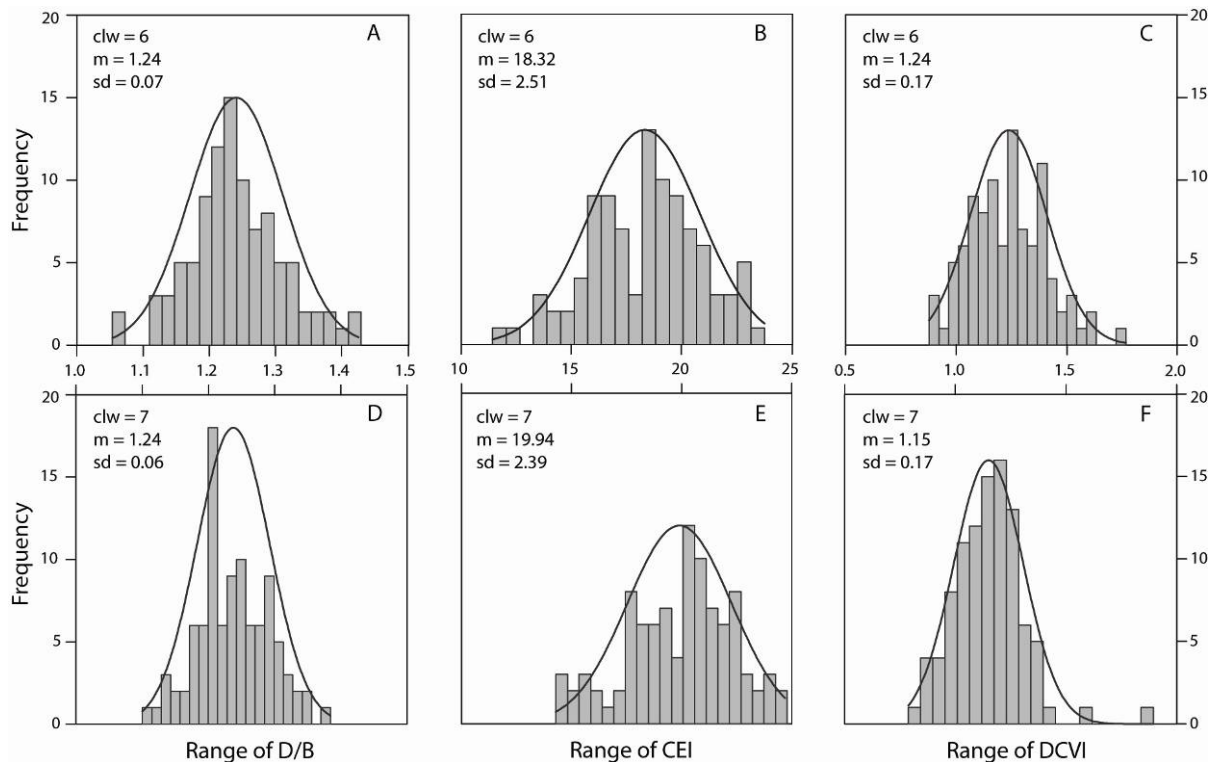 20
15
10
5
0
Frequency
clw = 6
m = 1.24
sd = 0.07
A
clw = 6
m = 18.32
sd = 2.51
B
clw = 6
m = 1.24
sd = 0.17
C
20
15
10
5
0
1.0 1.1 1.2 1.3 1.4 1.5
10 15 20 25
0.5 1.0 1.5 2.0
20
15
10
5
0
Frequency
clw = 7
m = 1.24
sd = 0.06
D
clw = 7
m = 19.94
sd = 2.39
E
clw = 7
m = 1.15
sd = 0.17
F
20
15
10
5
0
Range of D/B
Range of CEI
Range of DCVI